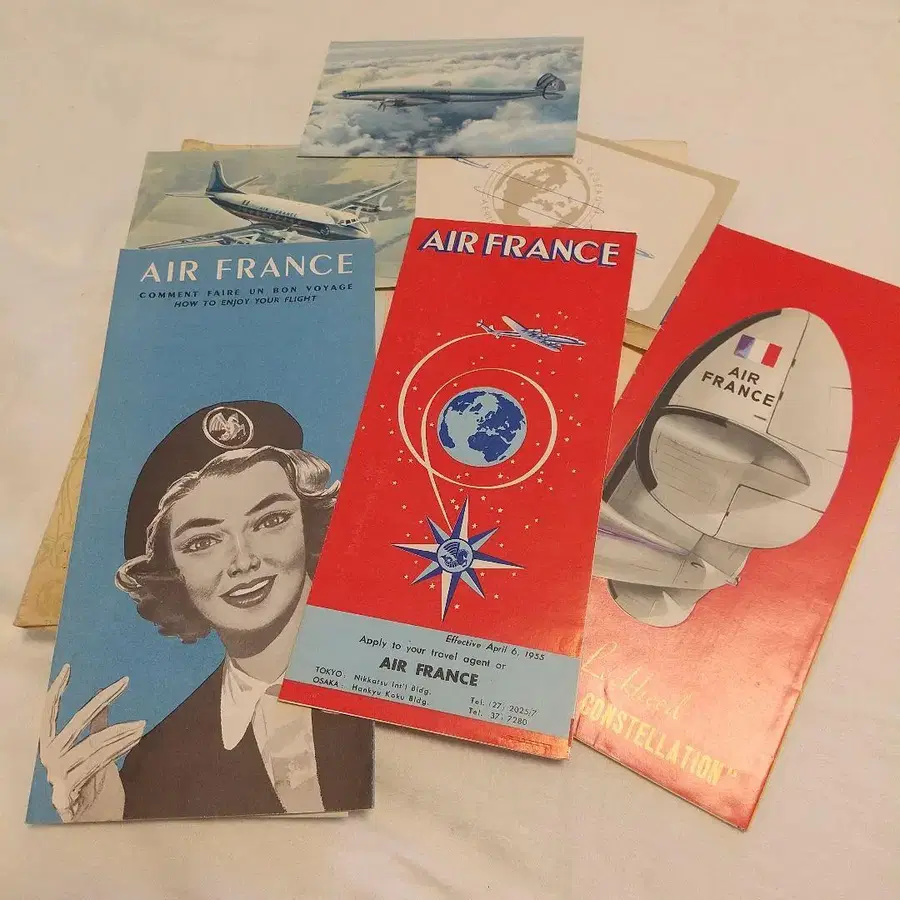 AIR FRANCE
COMMENT FAIRE UN BON VOYAGE
HOW TO ENJOY YOUR FLIGHT
AIR FRANCE
Effective April 6, 1955
Apply to your travel agent or
AIR FRANCE
TOKYO: Nikkatsu Int'l Bldg. Tel. (27) 2025/7
OSAKA: Hankyu Koku Bldg. Tel. 37) 7280
AIR
FRANCE
CONSTELLATION